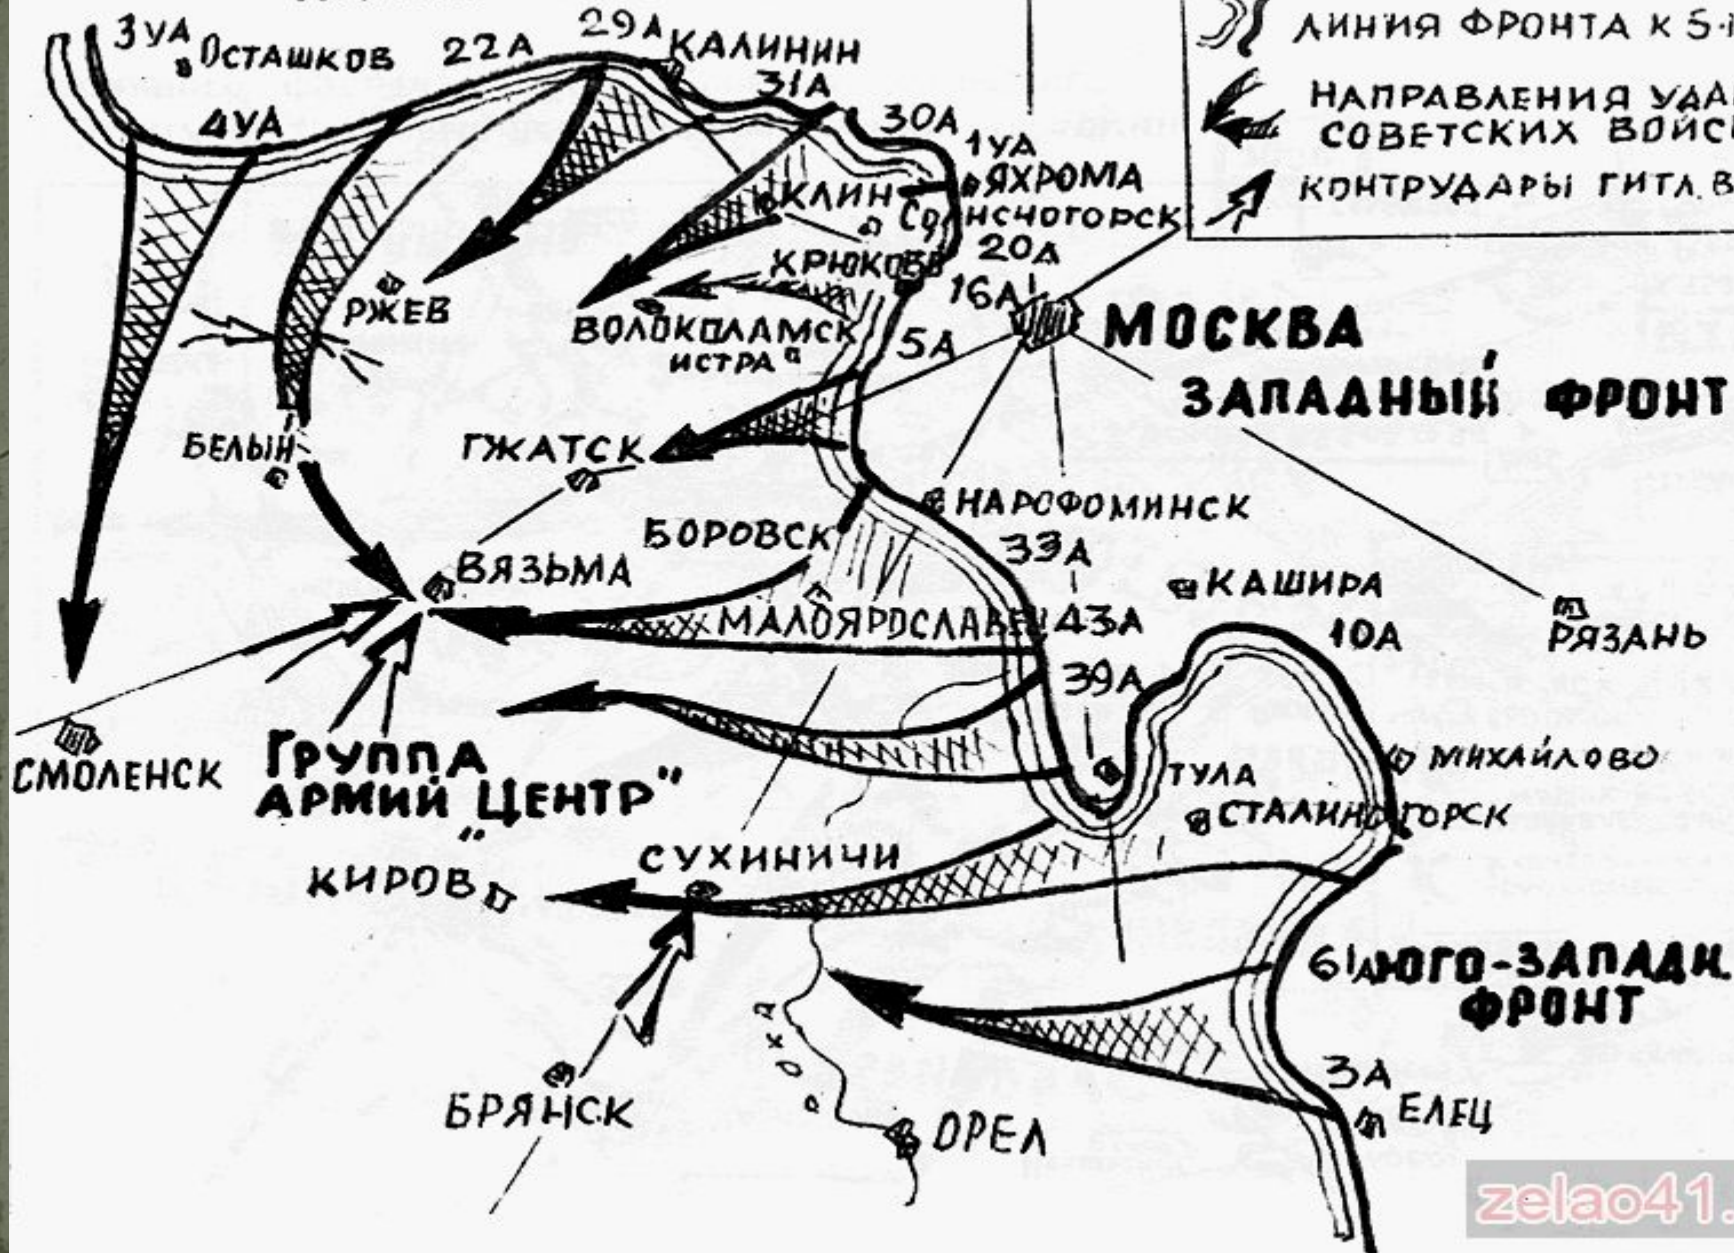 ЛИНИЯ ФРОНТА К 5
НАПРАВЛЕНИЯ УДА
СОВЕТСКИХ ВОЙС
КОНТРУДАРЫ ГИТЛ. В
3УА
ОСТАШКОВ
22А
29А
КАЛИНИН
31А
4УА
30А
1УА
ЯХРОМА
КЛИН
20А
КРЮКОВО
16А
РЖЕВ
ВОЛОКОЛАМСК
ИСТРА
5А
МОСКВА
ЗАПАДНЫЙ ФРОНТ
БЕЛЫЙ
ГЖАТСК
НАРОФОМИНСК
БОРОВСК
33А
ВЯЗЬМА
КАШИРА
МАЛОЯРОСЛАВЕЦ
43А
10А
РЯЗАНЬ
39А
СМОЛЕНСК
ГРУППА
АРМИЙ „ЦЕНТР"
МИХАЙЛОВО
ТУЛА
СТАЛИНОГОРСК
СУХИНИЧИ
КИРОВ
61А
ЮГО-ЗАПАДН.
ФРОНТ
ОКА
3А
ЕЛЕЦ
БРЯНСК
ОРЕЛ
zelao41.